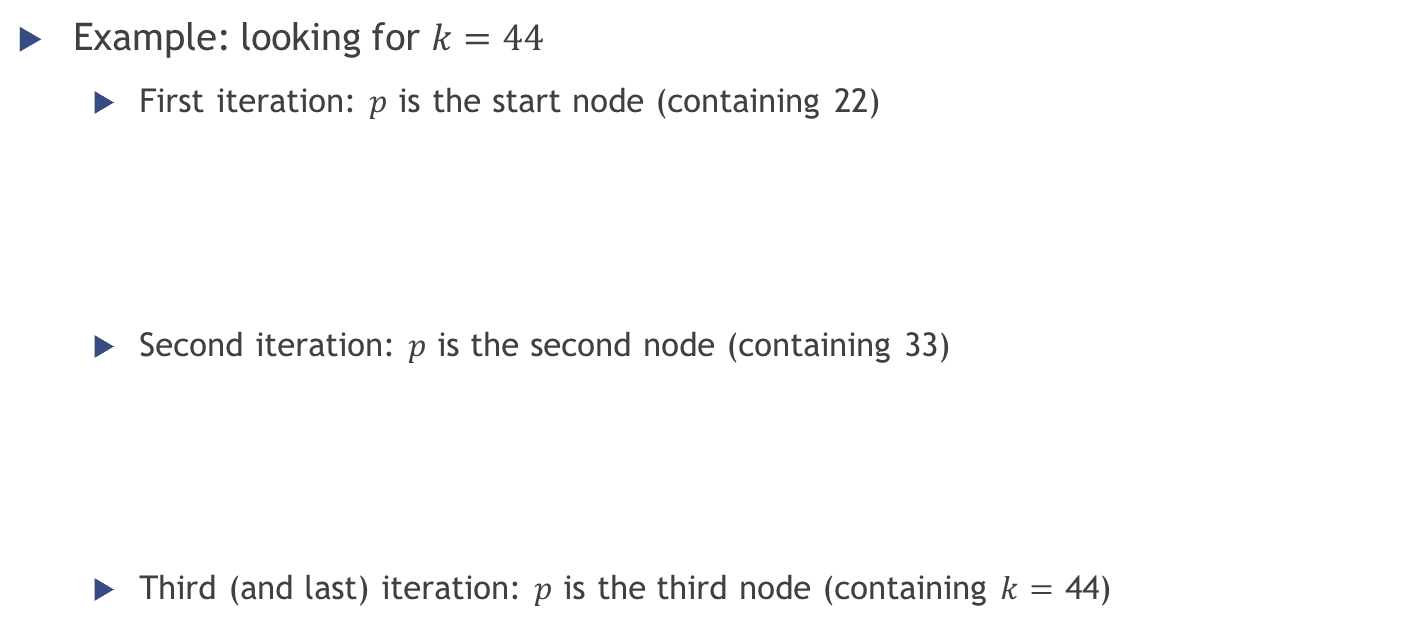 Example: looking for k = 44
First iteration: p is the start node (containing 22)
Second iteration: p is the second node (containing 33)
Third (and last) iteration: p is the third node (containing k = 44)